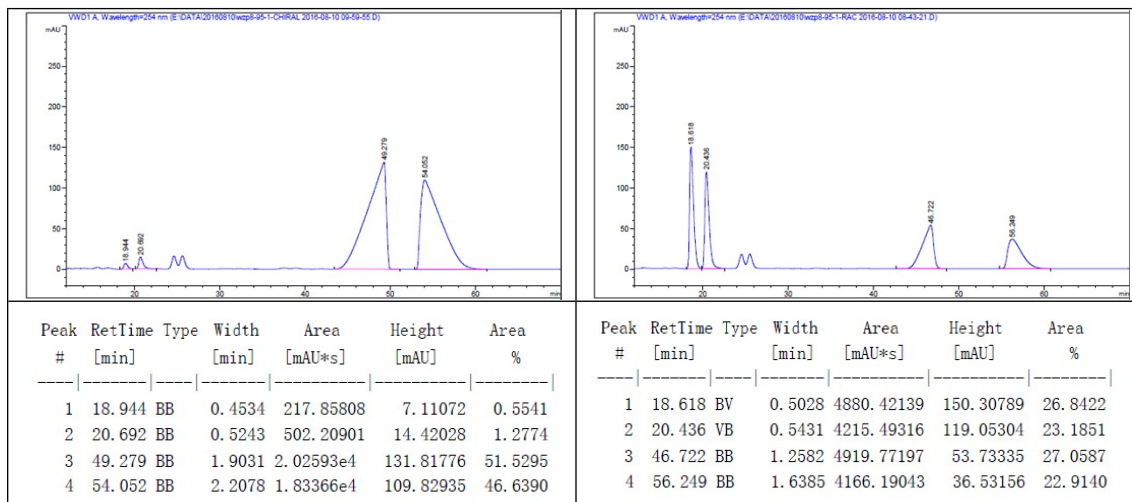 VWD1 A, Wavelength=254 nm (E:\DATA\20160810\wzp8-95-1-CHIRAL 2016-08-10 09-59-55.D)
mAU
250
200
150
100
50
0
18.944
20.692
49.279
54.052
20
30
40
50
60
min
Peak RetTime Type Width Area Height Area
# [min] [min] [mAU*s] [mAU] %
----|-------|----|-------|----------|----------|--------|
1 18.944 BB 0.4534 217.85808 7.11072 0.5541
2 20.692 BB 0.5243 502.20901 14.42028 1.2774
3 49.279 BB 1.9031 2.02593e4 131.81776 51.5295
4 54.052 BB 2.2078 1.83366e4 109.82935 46.6390
VWD1 A, Wavelength=254 nm (E:\DATA\20160810\wzp8-95-1-RAC 2016-08-10 08-43-21.D)
mAU
250
200
150
100
50
0
18.618
20.436
46.722
56.249
20
30
40
50
60
min
Peak RetTime Type Width Area Height Area
# [min] [min] [mAU*s] [mAU] %
----|-------|----|-------|----------|----------|--------|
1 18.618 BV 0.5028 4880.42139 150.30789 26.8422
2 20.436 VB 0.5431 4215.49316 119.05304 23.1851
3 46.722 BB 1.2582 4919.77197 53.73335 27.0587
4 56.249 BB 1.6385 4166.19043 36.53156 22.9140